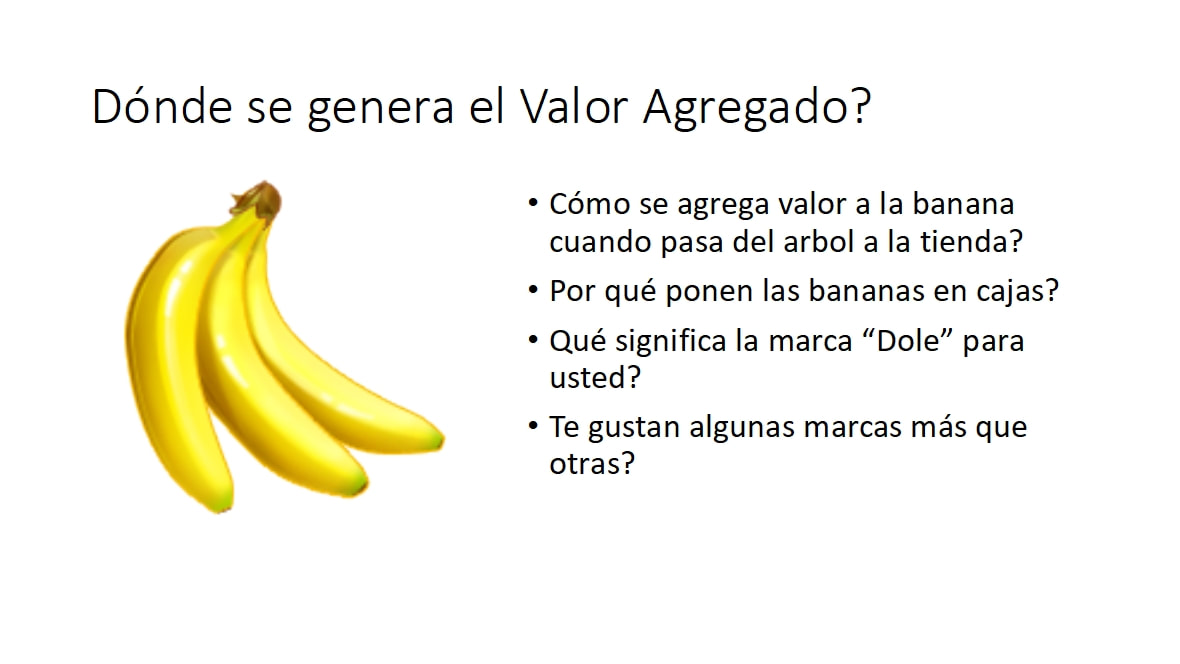 Dónde se genera el Valor Agregado?
• Cómo se agrega valor a la banana
cuando pasa del arbol a la tienda?
• Por qué ponen las bananas en cajas?
• Qué significa la marca “Dole” para
usted?
• Te gustan algunas marcas más que
otras?